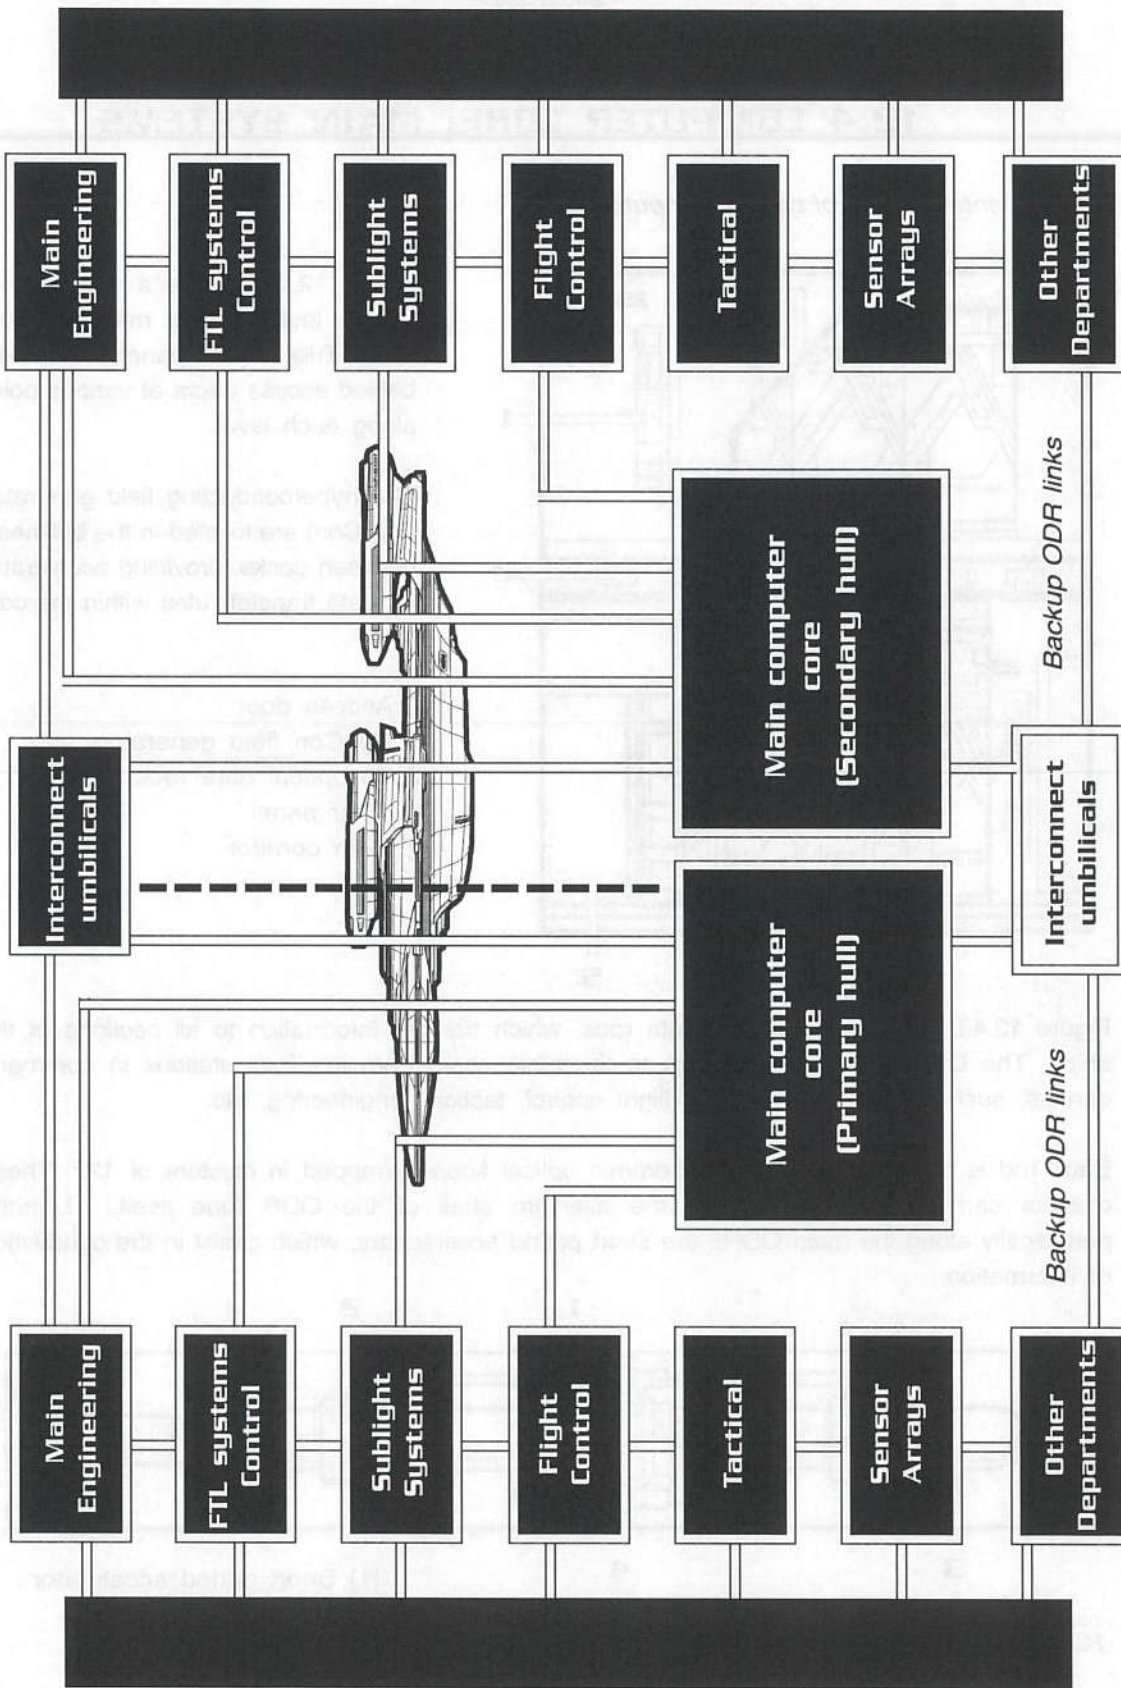 Main
Engineering
Interconnect
umbilicals
Main
Engineering
FTL systems
Control
FTL systems
Control
Sublight
Systems
Sublight
Systems
Flight
Control
Flight
Control
Tactical
Main computer
core
(Primary hull)
Main computer
core
(Secondary hull)
Tactical
Sensor
Arrays
Sensor
Arrays
Other
Departments
Backup ODR links
Interconnect
umbilicals
Backup ODR links
Other
Departments